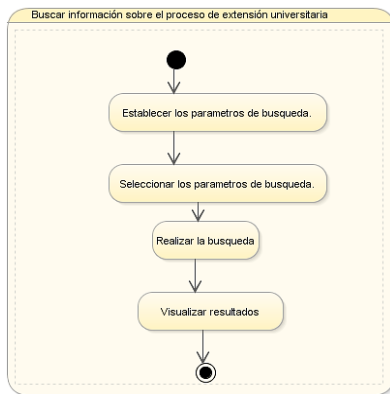 Buscar información sobre el proceso de extensión universitaria
Establecer los parametros de busqueda.
Seleccionar los parametros de busqueda.
Realizar la busqueda
Visualizar resultados